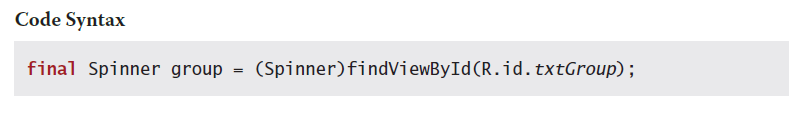 Code Syntax
final Spinner group = (Spinner)findViewById(R.id.txtGroup);